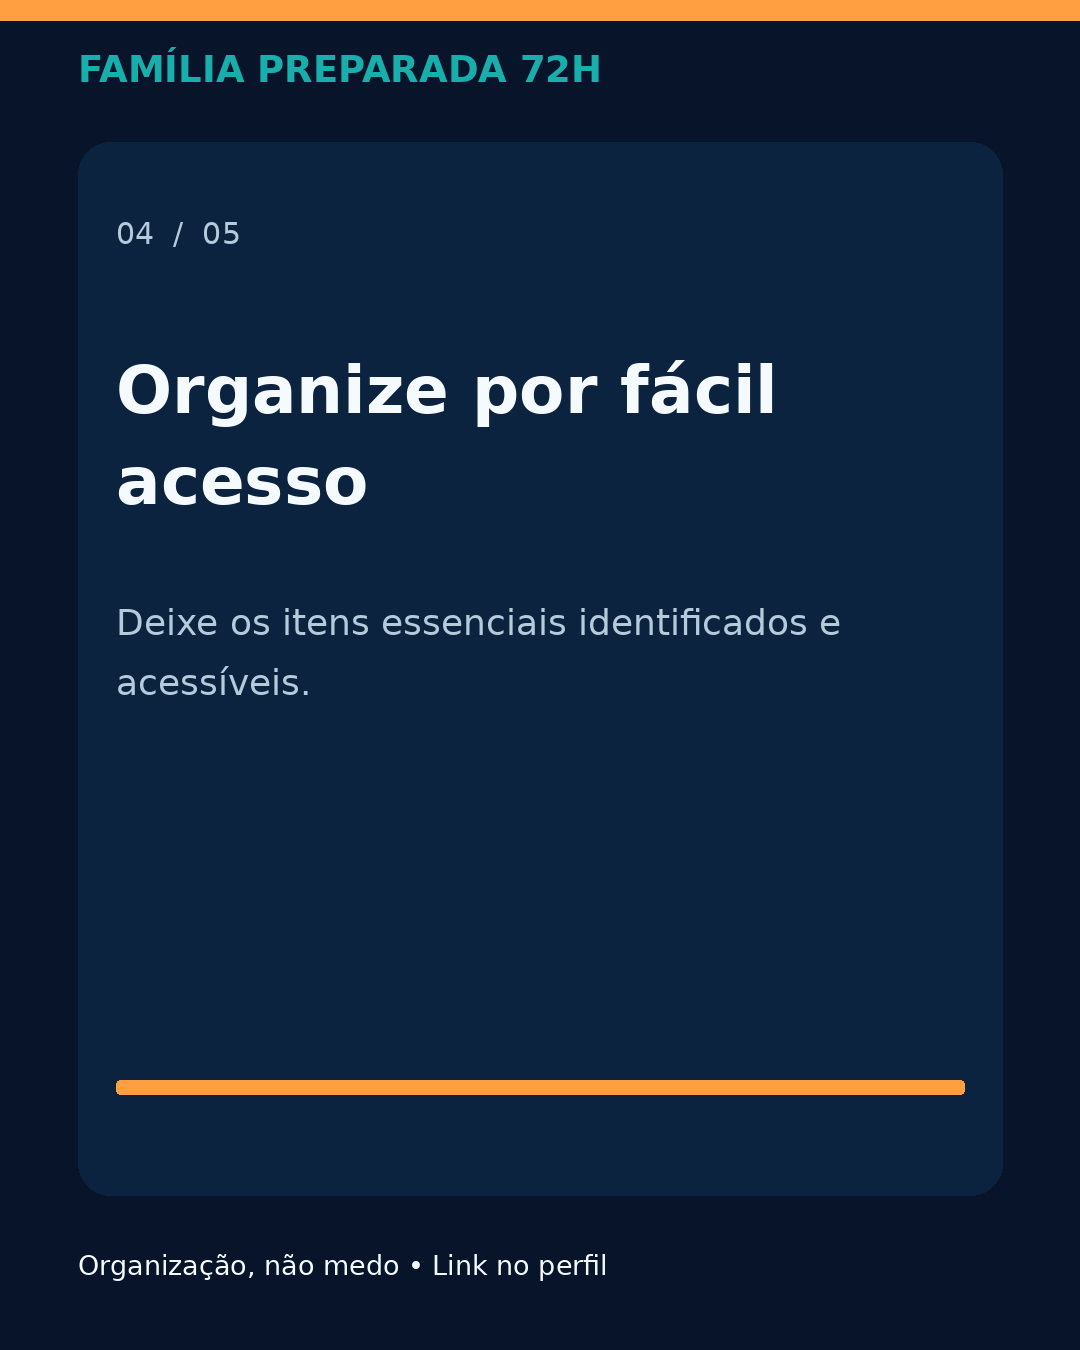 FAMÍLIA PREPARADA 72H
04 / 05
Organize por fácil
acesso
Deixe os itens essenciais identificados e
acessíveis.
Organização, não medo • Link no perfil